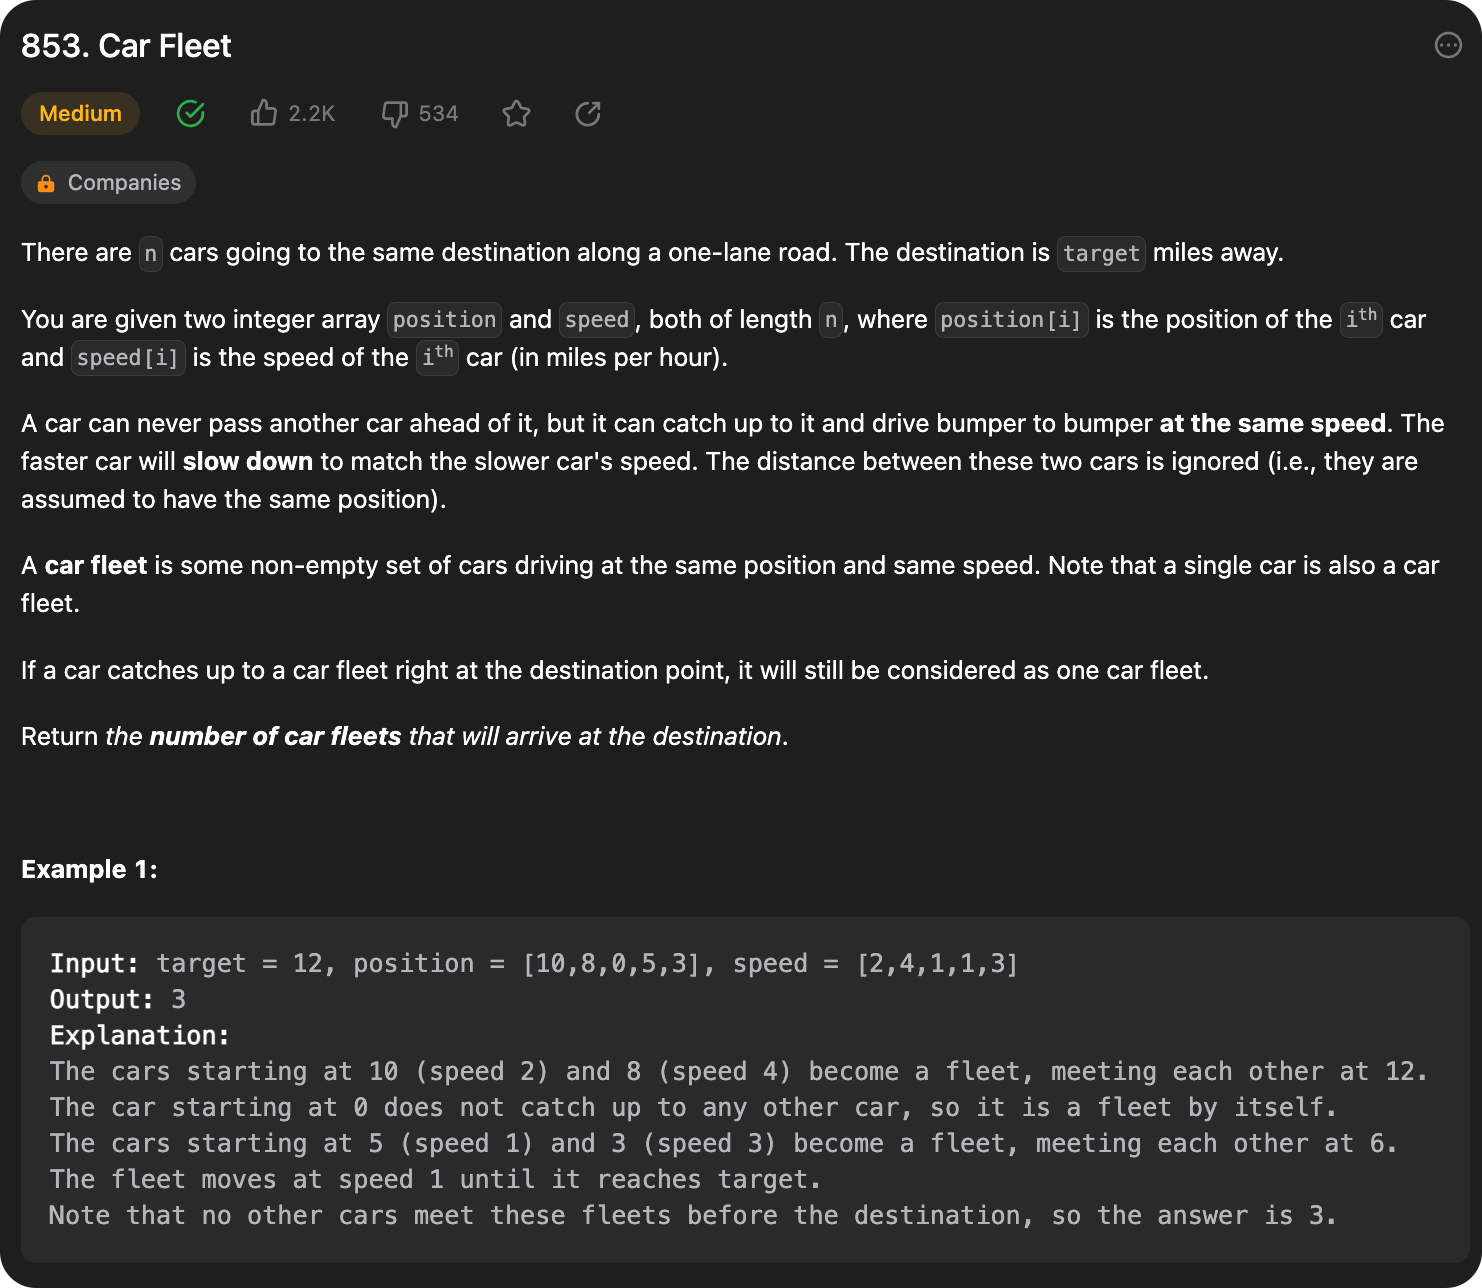 853. Car Fleet
Medium 2.2K 534
Companies
There are n cars going to the same destination along a one-lane road. The destination is target miles away.
You are given two integer array position and speed, both of length n, where position[i] is the position of the ith car
and speed[i] is the speed of the ith car (in miles per hour).
A car can never pass another car ahead of it, but it can catch up to it and drive bumper to bumper at the same speed. The
faster car will slow down to match the slower car's speed. The distance between these two cars is ignored (i.e., they are
assumed to have the same position).
A car fleet is some non-empty set of cars driving at the same position and same speed. Note that a single car is also a car
fleet.
If a car catches up to a car fleet right at the destination point, it will still be considered as one car fleet.
Return the number of car fleets that will arrive at the destination.
Example 1:
Input: target = 12, position = [10,8,0,5,3], speed = [2,4,1,1,3]
Output: 3
Explanation:
The cars starting at 10 (speed 2) and 8 (speed 4) become a fleet, meeting each other at 12.
The car starting at 0 does not catch up to any other car, so it is a fleet by itself.
The cars starting at 5 (speed 1) and 3 (speed 3) become a fleet, meeting each other at 6.
The fleet moves at speed 1 until it reaches target.
Note that no other cars meet these fleets before the destination, so the answer is 3.